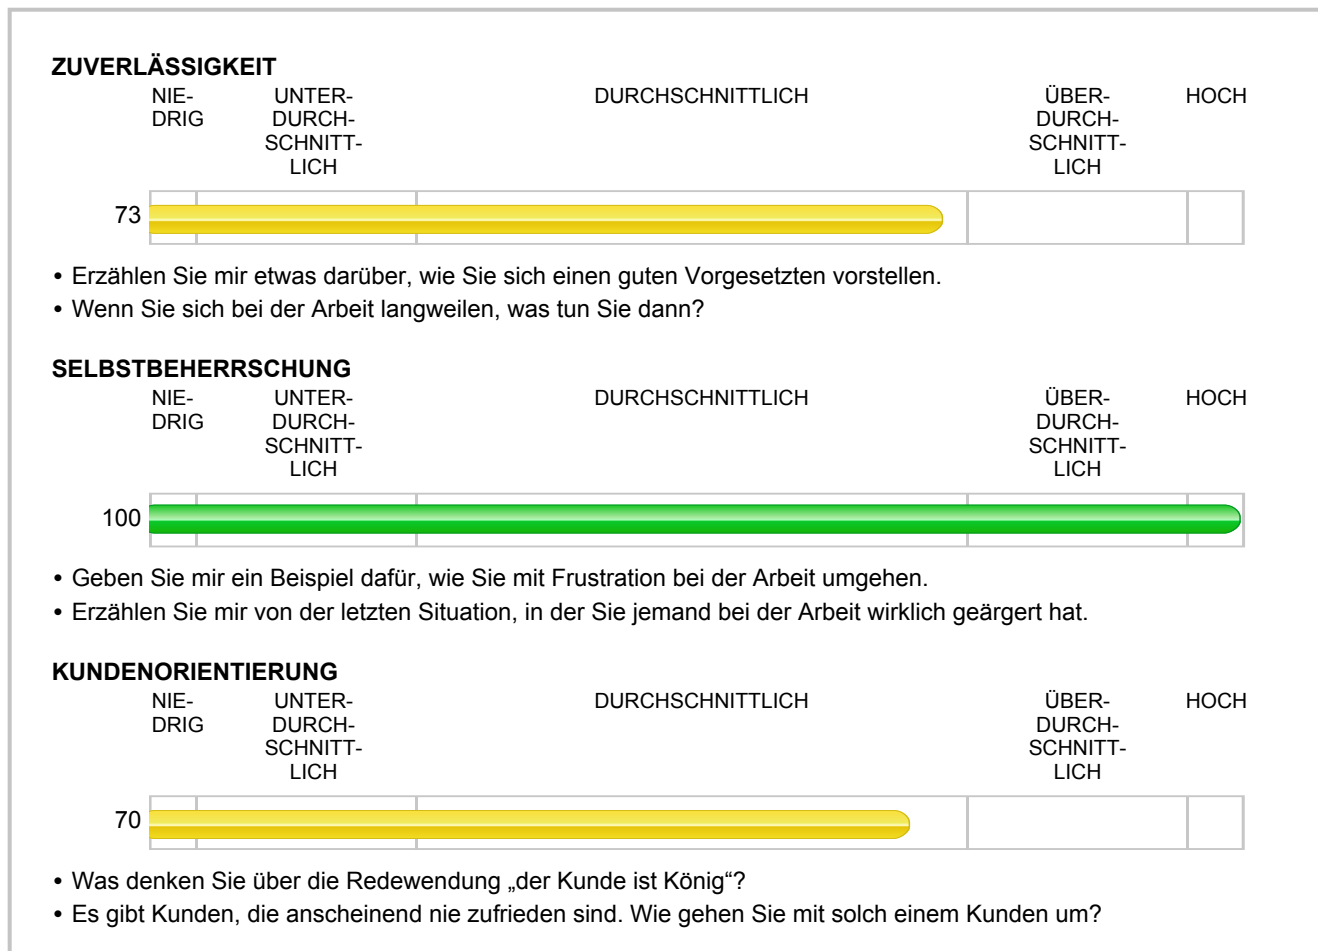 ZUVERLÄSSIGKEIT
NIE- UNTER- DURCHSCHNITTLICH ÜBER- HOCH
DRIG DURCH- DURCH-
SCHNITT- SCHNITT-
LICH LICH
73
• Erzählen Sie mir etwas darüber, wie Sie sich einen guten Vorgesetzten vorstellen.
• Wenn Sie sich bei der Arbeit langweilen, was tun Sie dann?
SELBSTBEHERRSCHUNG
NIE- UNTER- DURCHSCHNITTLICH ÜBER- HOCH
DRIG DURCH- DURCH-
SCHNITT- SCHNITT-
LICH LICH
100
• Geben Sie mir ein Beispiel dafür, wie Sie mit Frustration bei der Arbeit umgehen.
• Erzählen Sie mir von der letzten Situation, in der Sie jemand bei der Arbeit wirklich geärgert hat.
KUNDENORIENTIERUNG
NIE- UNTER- DURCHSCHNITTLICH ÜBER- HOCH
DRIG DURCH- DURCH-
SCHNITT- SCHNITT-
LICH LICH
70
• Was denken Sie über die Redewendung „der Kunde ist König“?
• Es gibt Kunden, die anscheinend nie zufrieden sind. Wie gehen Sie mit solch einem Kunden um?